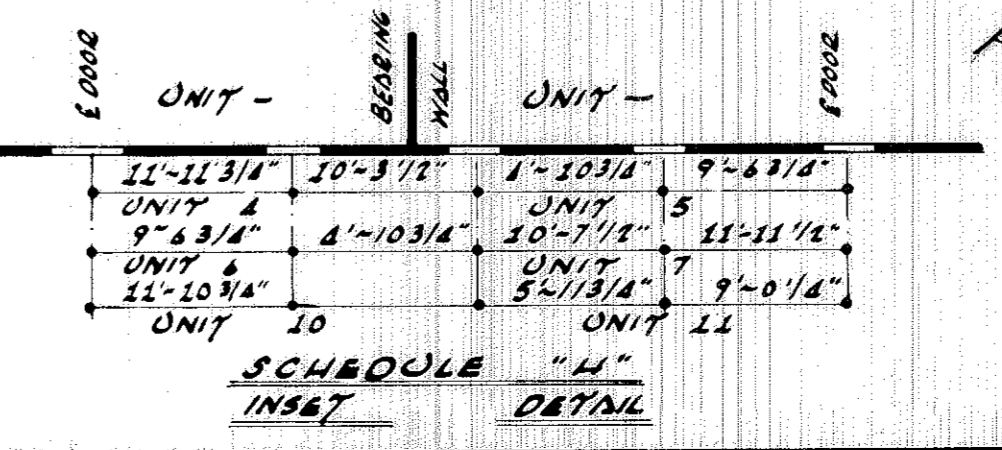 ℄ DOOR
UNIT -
BEARING
WALL
UNIT -
℄ DOOR
11'-11 3/4" 10'-3 1/2" 4'-10 3/4" 9'-6 3/4"
UNIT 4 UNIT 5
9'-6 3/4" 4'-10 3/4" 10'-7 1/2" 11'-11 1/2"
UNIT 6 UNIT 7
11'-10 3/4" 5'-11 3/4" 9'-0 1/4"
UNIT 10 UNIT 11
SCHEDULE "H"
INSET DETAIL